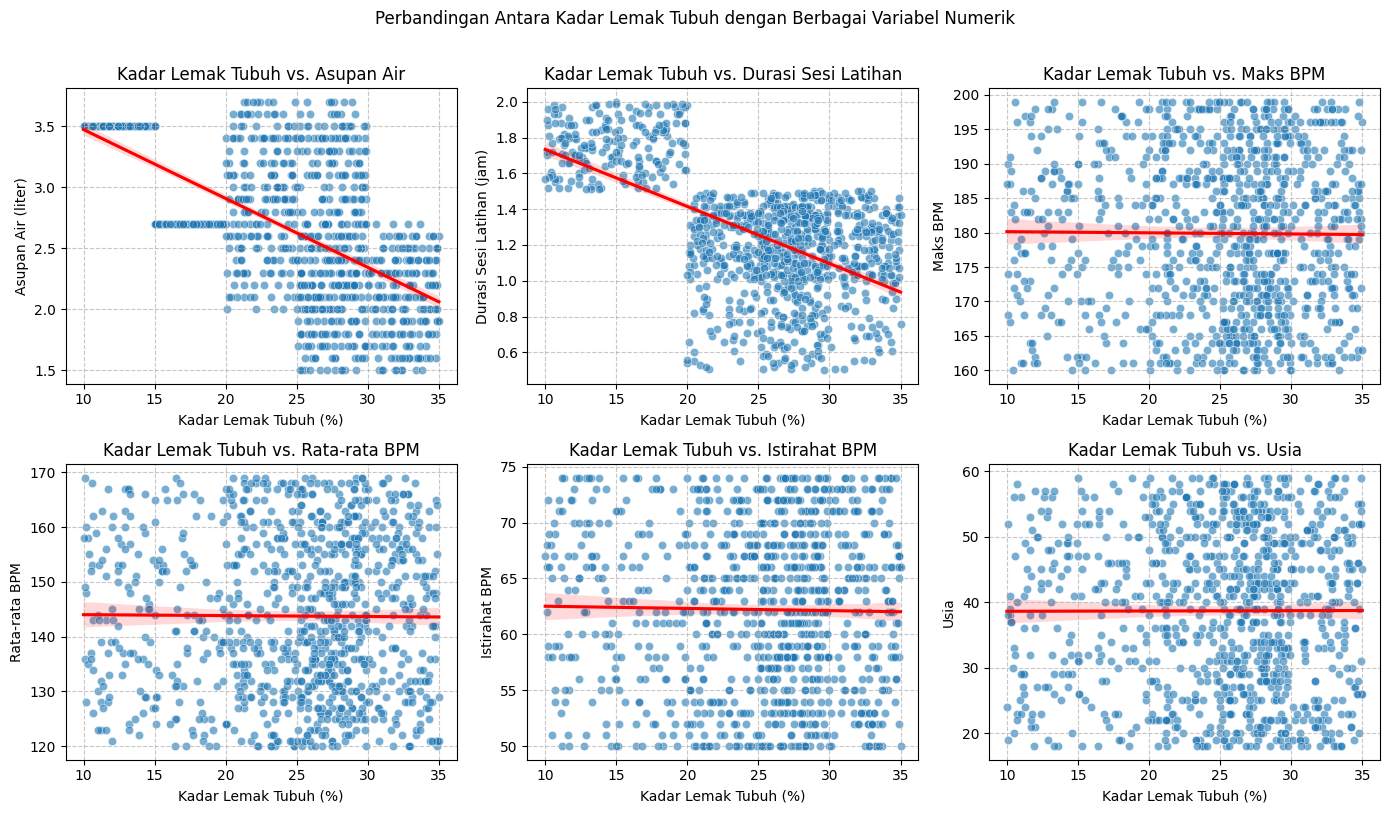 Perbandingan Antara Kadar Lemak Tubuh dengan Berbagai Variabel Numerik
Kadar Lemak Tubuh vs. Asupan Air
Asupan Air (liter)
3.5
3.0
2.5
2.0
1.5
10 15 20 25 30 35
Kadar Lemak Tubuh (%)
Kadar Lemak Tubuh vs. Durasi Sesi Latihan
Durasi Sesi Latihan (jam)
2.0
1.8
1.6
1.4
1.2
1.0
0.8
0.6
10 15 20 25 30 35
Kadar Lemak Tubuh (%)
Kadar Lemak Tubuh vs. Maks BPM
Maks BPM
200
195
190
185
180
175
170
165
160
10 15 20 25 30 35
Kadar Lemak Tubuh (%)
Kadar Lemak Tubuh vs. Rata-rata BPM
Rata-rata BPM
170
160
150
140
130
120
10 15 20 25 30 35
Kadar Lemak Tubuh (%)
Kadar Lemak Tubuh vs. Istirahat BPM
Istirahat BPM
75
70
65
60
55
50
10 15 20 25 30 35
Kadar Lemak Tubuh (%)
Kadar Lemak Tubuh vs. Usia
Usia
60
50
40
30
20
10 15 20 25 30 35
Kadar Lemak Tubuh (%)